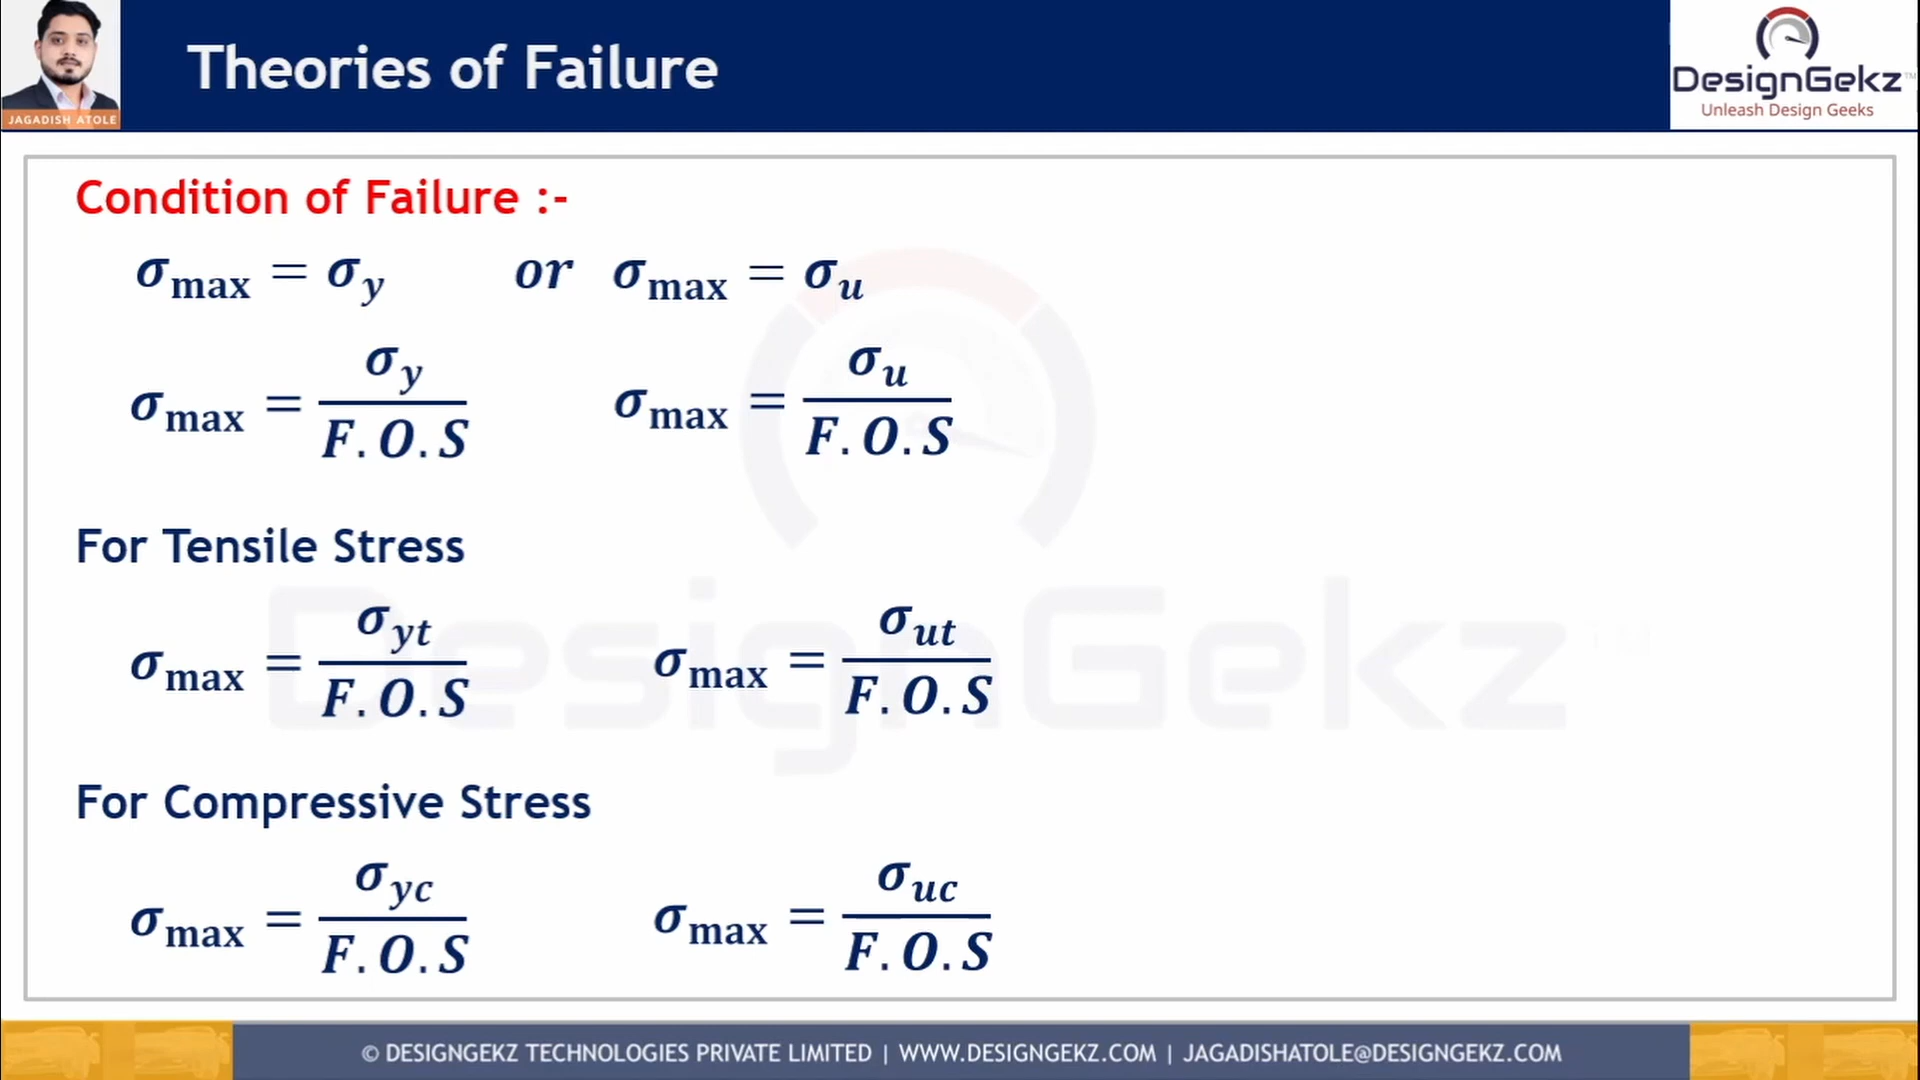 Theories of Failure
JAGADISH ATOLE
DesignGekz™
Unleash Design Geeks
Condition of Failure :-
σmax = σy or σmax = σu
σmax = σy / F.O.S σmax = σu / F.O.S
For Tensile Stress
σmax = σyt / F.O.S σmax = σut / F.O.S
For Compressive Stress
σmax = σyc / F.O.S σmax = σuc / F.O.S
DesignGekz™
© DESIGNGEKZ TECHNOLOGIES PRIVATE LIMITED | WWW.DESIGNGEKZ.COM | JAGADISHATOLE@DESIGNGEKZ.COM